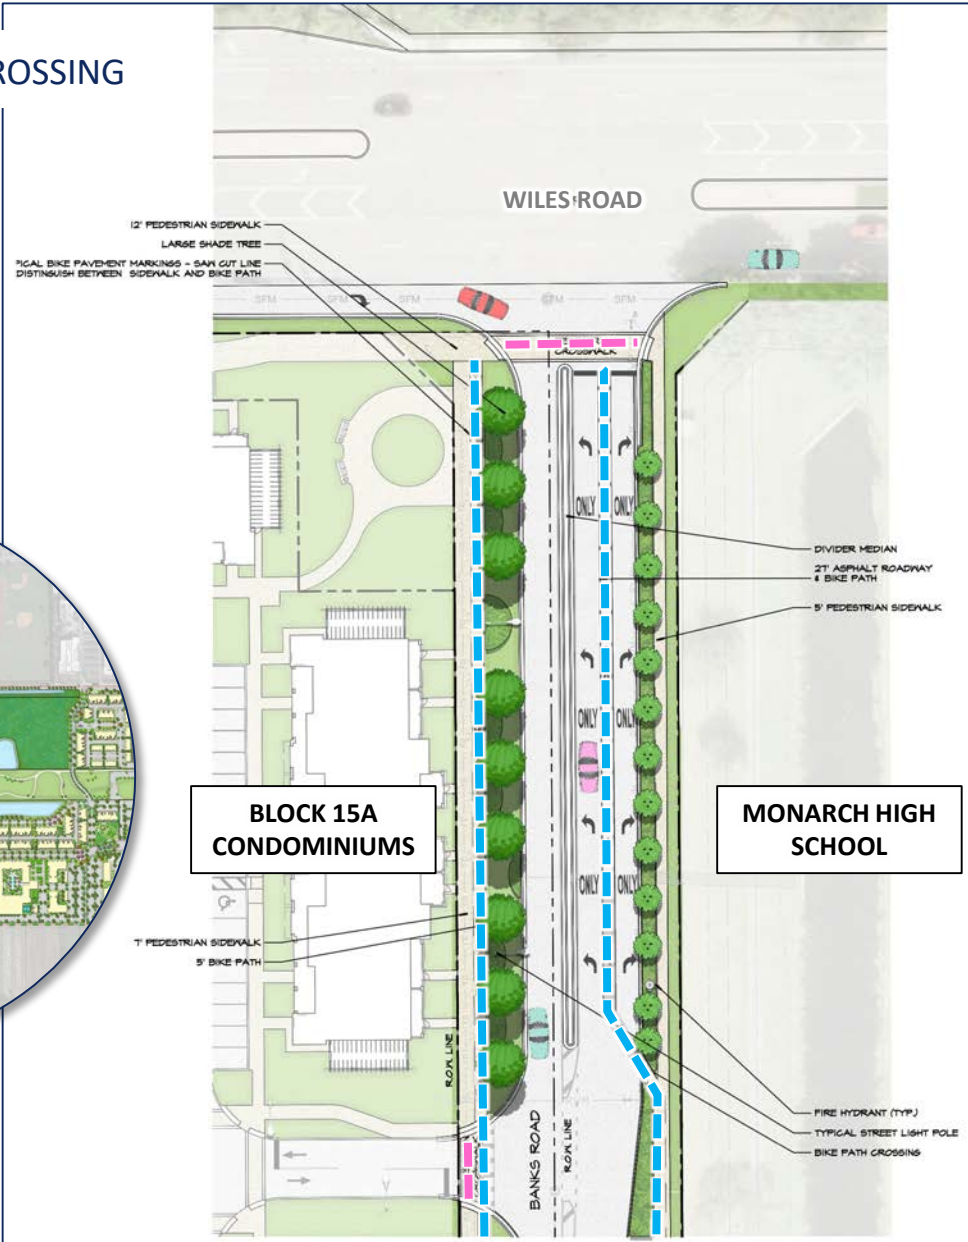 ROSSING
WILES ROAD
12' PEDESTRIAN SIDEWALK
LARGE SHADE TREE
PICAL BIKE PAVEMENT MARKINGS - SAW CUT LINE
DISTINGUISH BETWEEN SIDEWALK AND BIKE PATH
CROSSWALK
ONLY ONLY
DIVIDER MEDIAN
27' ASPHALT ROADWAY
& BIKE PATH
5' PEDESTRIAN SIDEWALK
ONLY ONLY
BLOCK 15A
CONDOMINIUMS
MONARCH HIGH
SCHOOL
ONLY ONLY
7' PEDESTRIAN SIDEWALK
5' BIKE PATH
R.O.W. LINE
BANKS ROAD
R.O.W. LINE
FIRE HYDRANT (TYP.)
TYPICAL STREET LIGHT POLE
BIKE PATH CROSSING